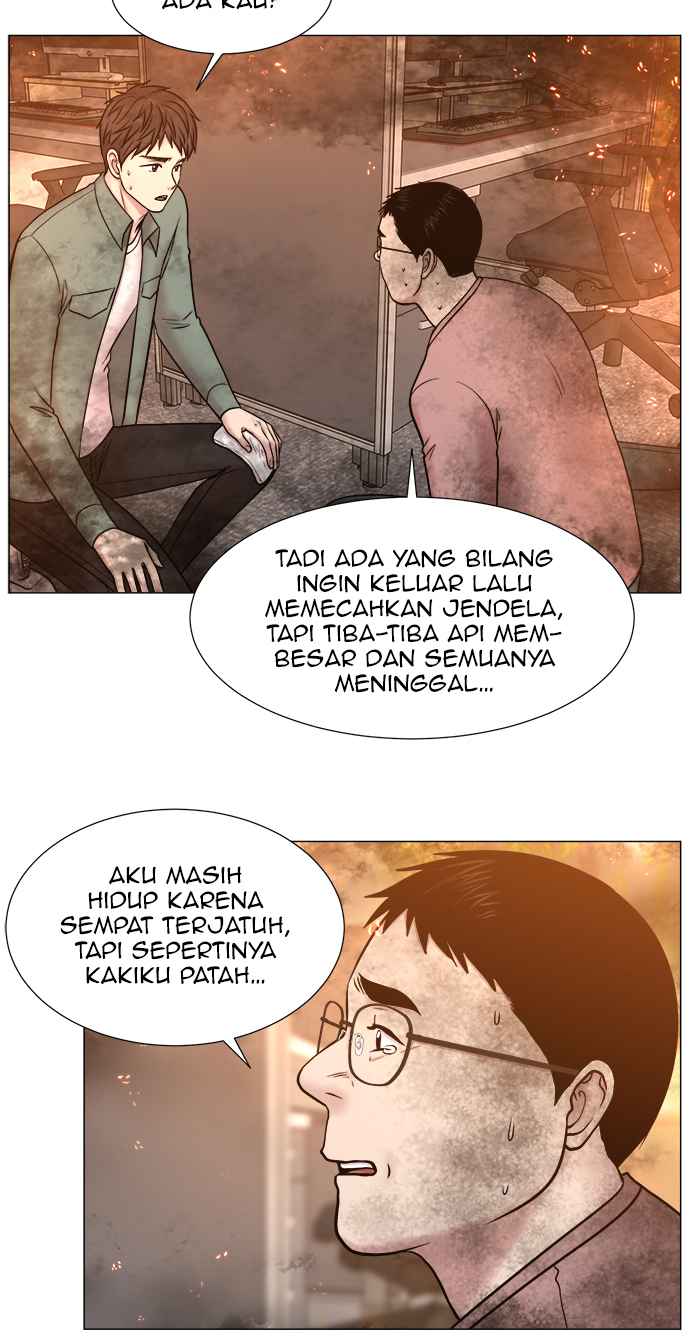 ADA KAU?
TADI ADA YANG BILANG
INGIN KELUAR LALU
MEMECAHKAN JENDELA,
TAPI TIBA-TIBA API MEM-
BESAR DAN SEMUANYA
MENINGGAL...
AKU MASIH
HIDUP KARENA
SEMPAT TERJATUH,
TAPI SEPERTINYA
KAKIKU PATAH...